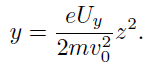 y = \frac{eU_y}{2mv_0^2} z^2.